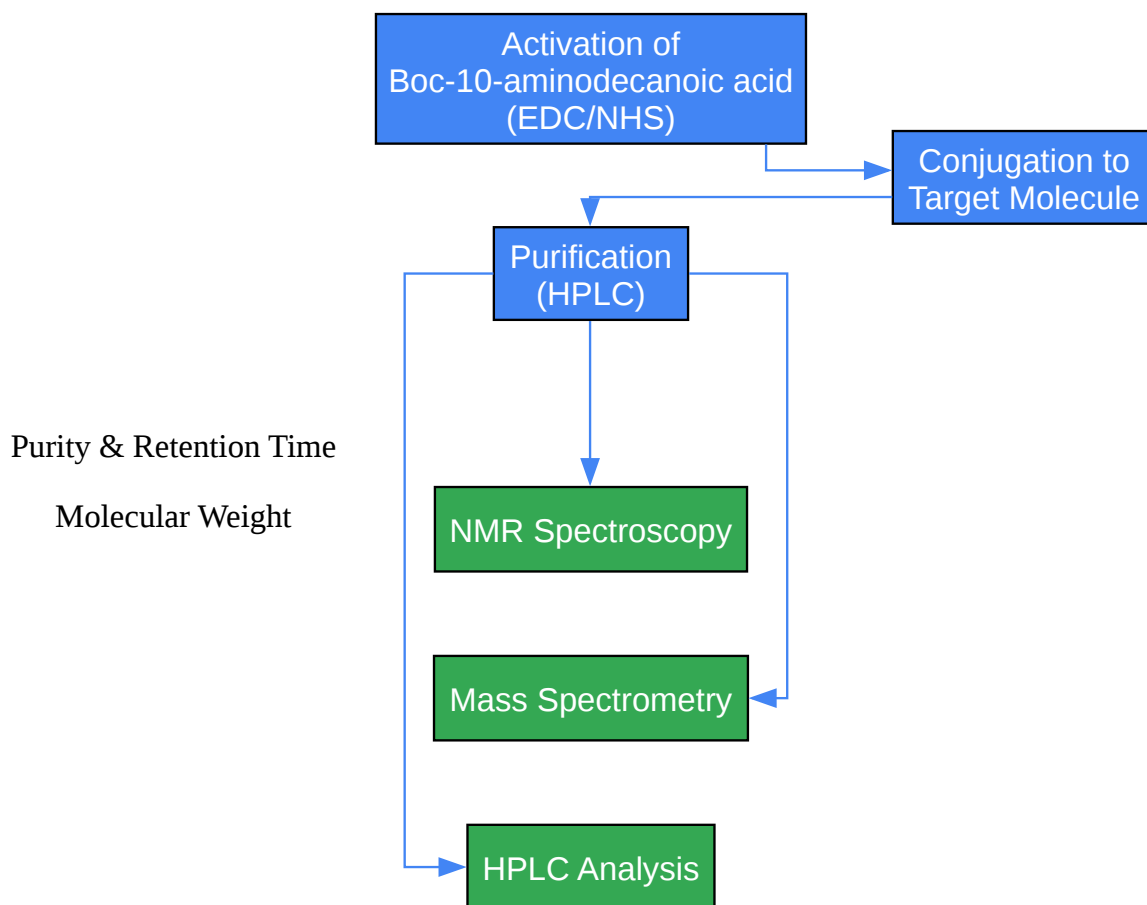 Activation of
Boc-10-aminodecanoic acid
(EDC/NHS)
Conjugation to
Target Molecule
Purification
(HPLC)
Purity & Retention Time
Molecular Weight
NMR Spectroscopy
Mass Spectrometry
HPLC Analysis